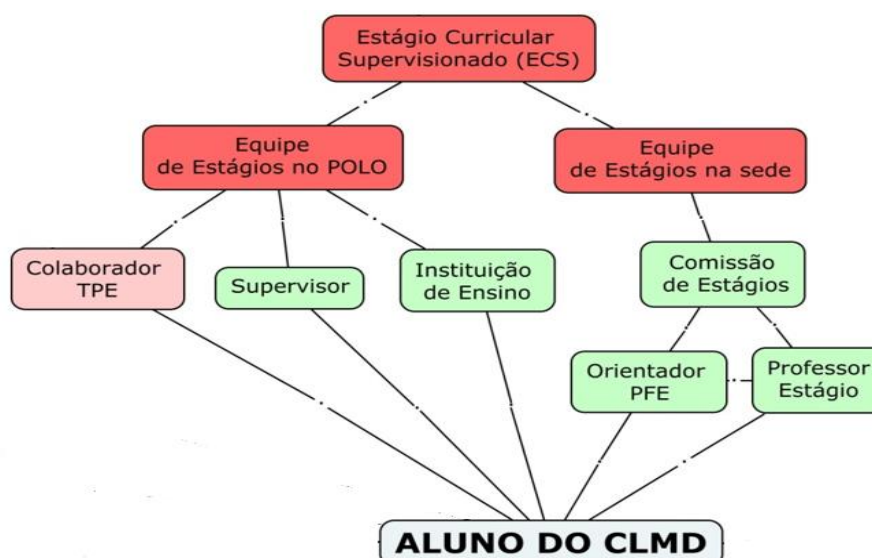 Estágio Curricular
Supervisionado (ECS)
Equipe
de Estágios no POLO
Equipe
de Estágios na sede
Colaborador
TPE
Supervisor
Instituição
de Ensino
Comissão
de Estágios
Orientador
PFE
Professor
Estágio
ALUNO DO CLMD